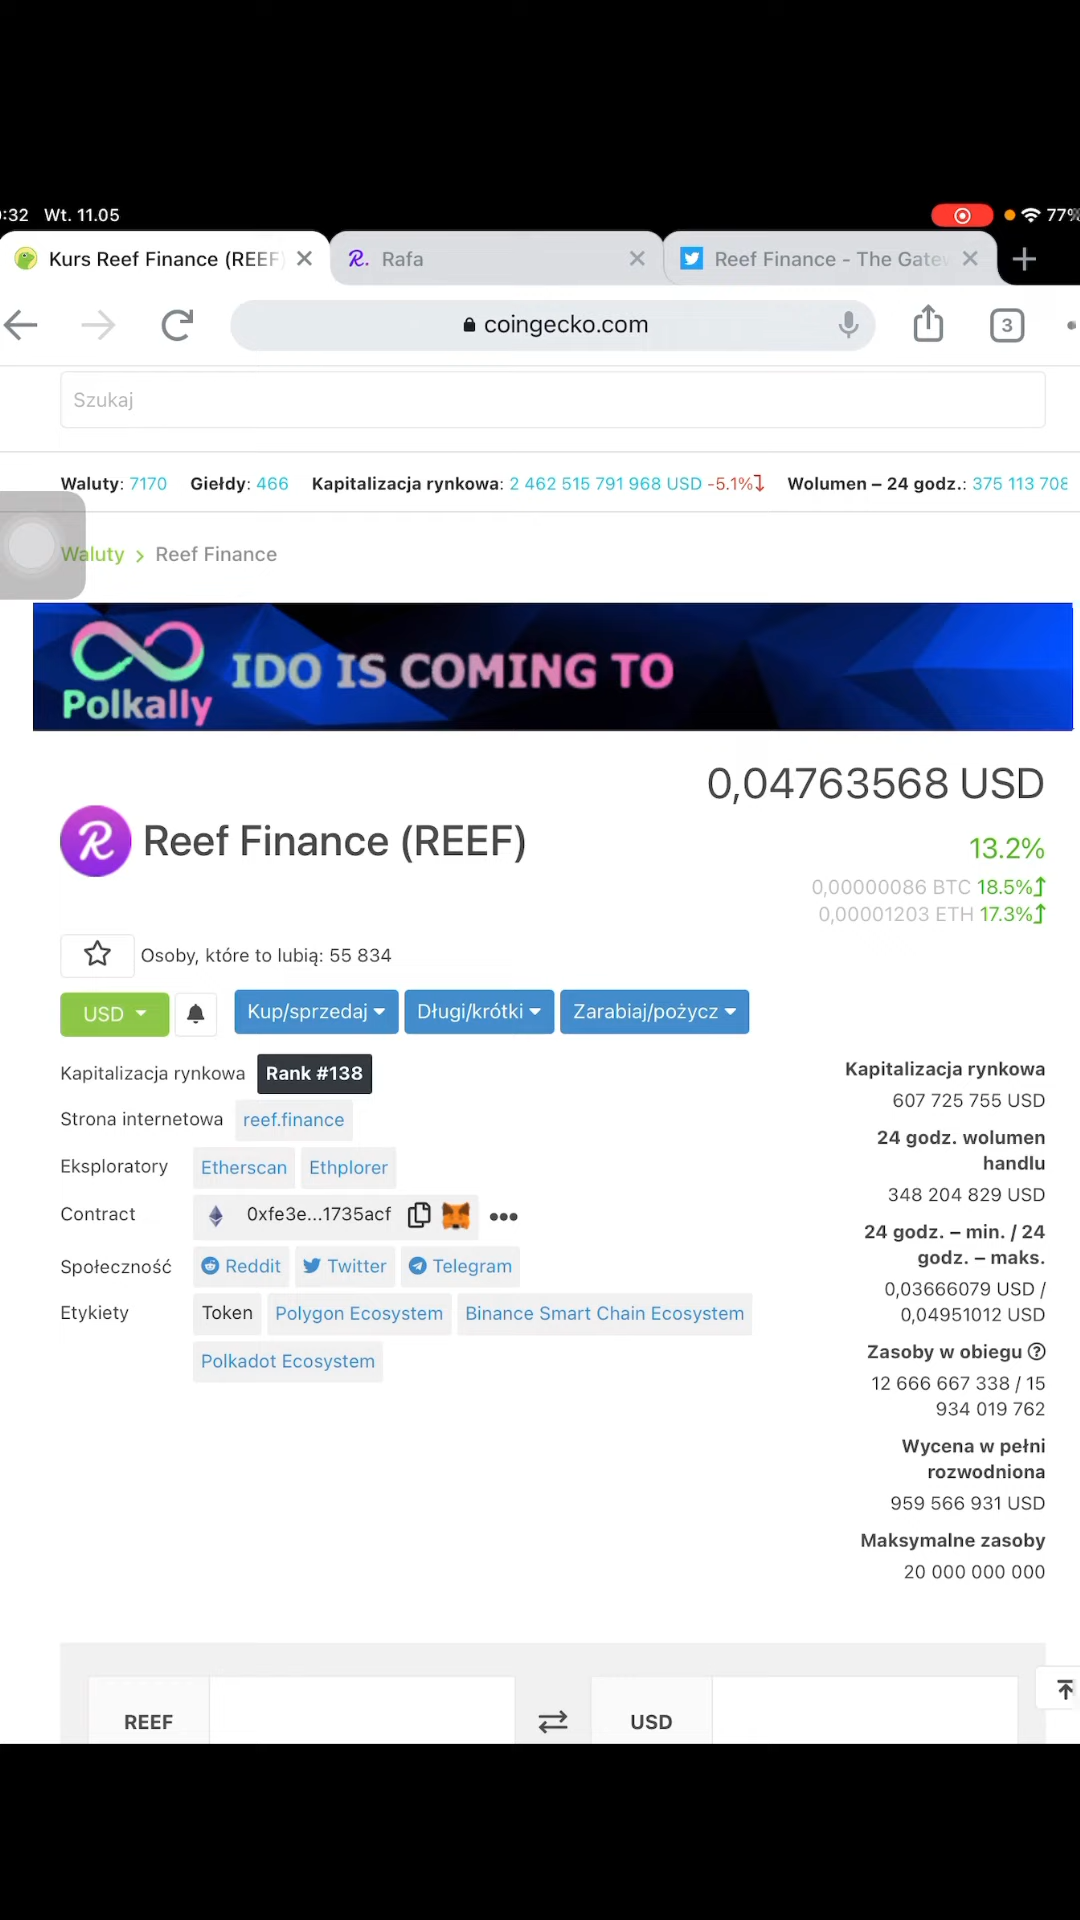 :32 Wt. 11.05 77%
Kurs Reef Finance (REEF) Rafa Reef Finance - The Gatew
coingecko.com 3
Szukaj
Waluty: 7170 Giełdy: 466 Kapitalizacja rynkowa: 2 462 515 791 968 USD -5.1% Wolumen – 24 godz.: 375 113 708
Waluty > Reef Finance
Polkally IDO IS COMING TO
0,04763568 USD
Reef Finance (REEF)
13.2%
0,00000086 BTC 18.5%
0,00001203 ETH 17.3%
Osoby, które to lubią: 55 834
USD Kup/sprzedaj Długi/krótki Zarabiaj/pożycz
Kapitalizacja rynkowa Rank #138
Strona internetowa reef.finance
Eksploratory Etherscan Ethplorer
Contract 0xfe3e...1735acf
Społeczność Reddit Twitter Telegram
Etykiety Token Polygon Ecosystem Binance Smart Chain Ecosystem
Polkadot Ecosystem
Kapitalizacja rynkowa
607 725 755 USD
24 godz. wolumen
handlu
348 204 829 USD
24 godz. – min. / 24
godz. – maks.
0,03666079 USD /
0,04951012 USD
Zasoby w obiegu ?
12 666 667 338 / 15
934 019 762
Wycena w pełni
rozwodniona
959 566 931 USD
Maksymalne zasoby
20 000 000 000
REEF USD